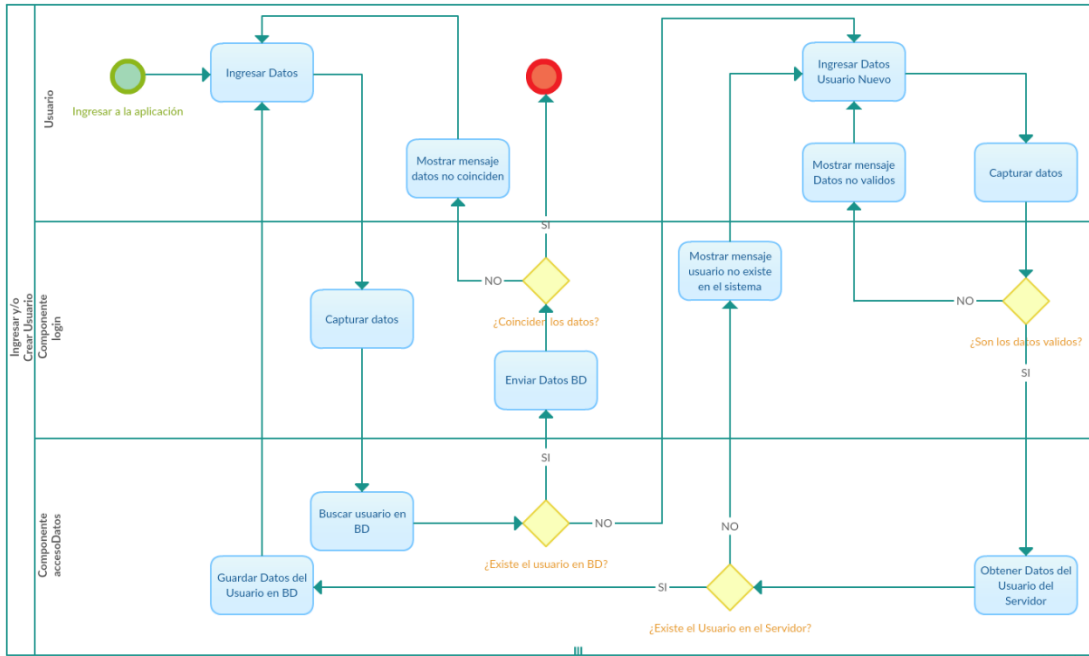 Ingresar y/o
Crear Usuario
Usuario
Ingresar a la aplicación
Ingresar Datos
Mostrar mensaje
datos no coinciden
Ingresar Datos
Usuario Nuevo
Mostrar mensaje
Datos no validos
Capturar datos
Componente
login
Capturar datos
SI
NO
¿Coinciden los datos?
Enviar Datos BD
Mostrar mensaje
usuario no existe
en el sistema
NO
¿Son los datos validos?
SI
Componente
accesoDatos
SI
Buscar usuario en
BD
NO
¿Existe el usuario en BD?
NO
Guardar Datos del
Usuario en BD
SI
¿Existe el Usuario en el Servidor?
Obtener Datos del
Usuario del
Servidor